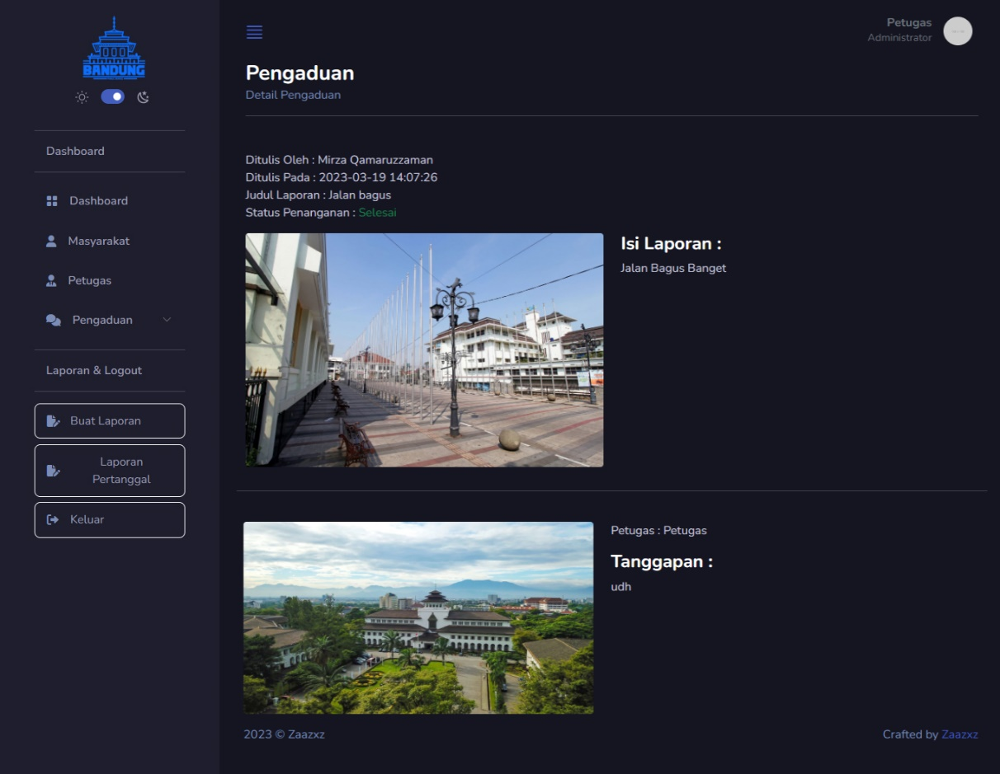 BANDUNG
Dashboard
Dashboard
Masyarakat
Petugas
Pengaduan
Laporan & Logout
Buat Laporan
Laporan
Pertanggal
Keluar
Petugas
Administrator
Pengaduan
Detail Pengaduan
Ditulis Oleh : Mirza Qamaruzzaman
Ditulis Pada : 2023-03-19 14:07:26
Judul Laporan : Jalan bagus
Status Penanganan : Selesai
Isi Laporan :
Jalan Bagus Banget
Petugas : Petugas
Tanggapan :
udh
2023 © Zaazxz
Crafted by Zaazxz